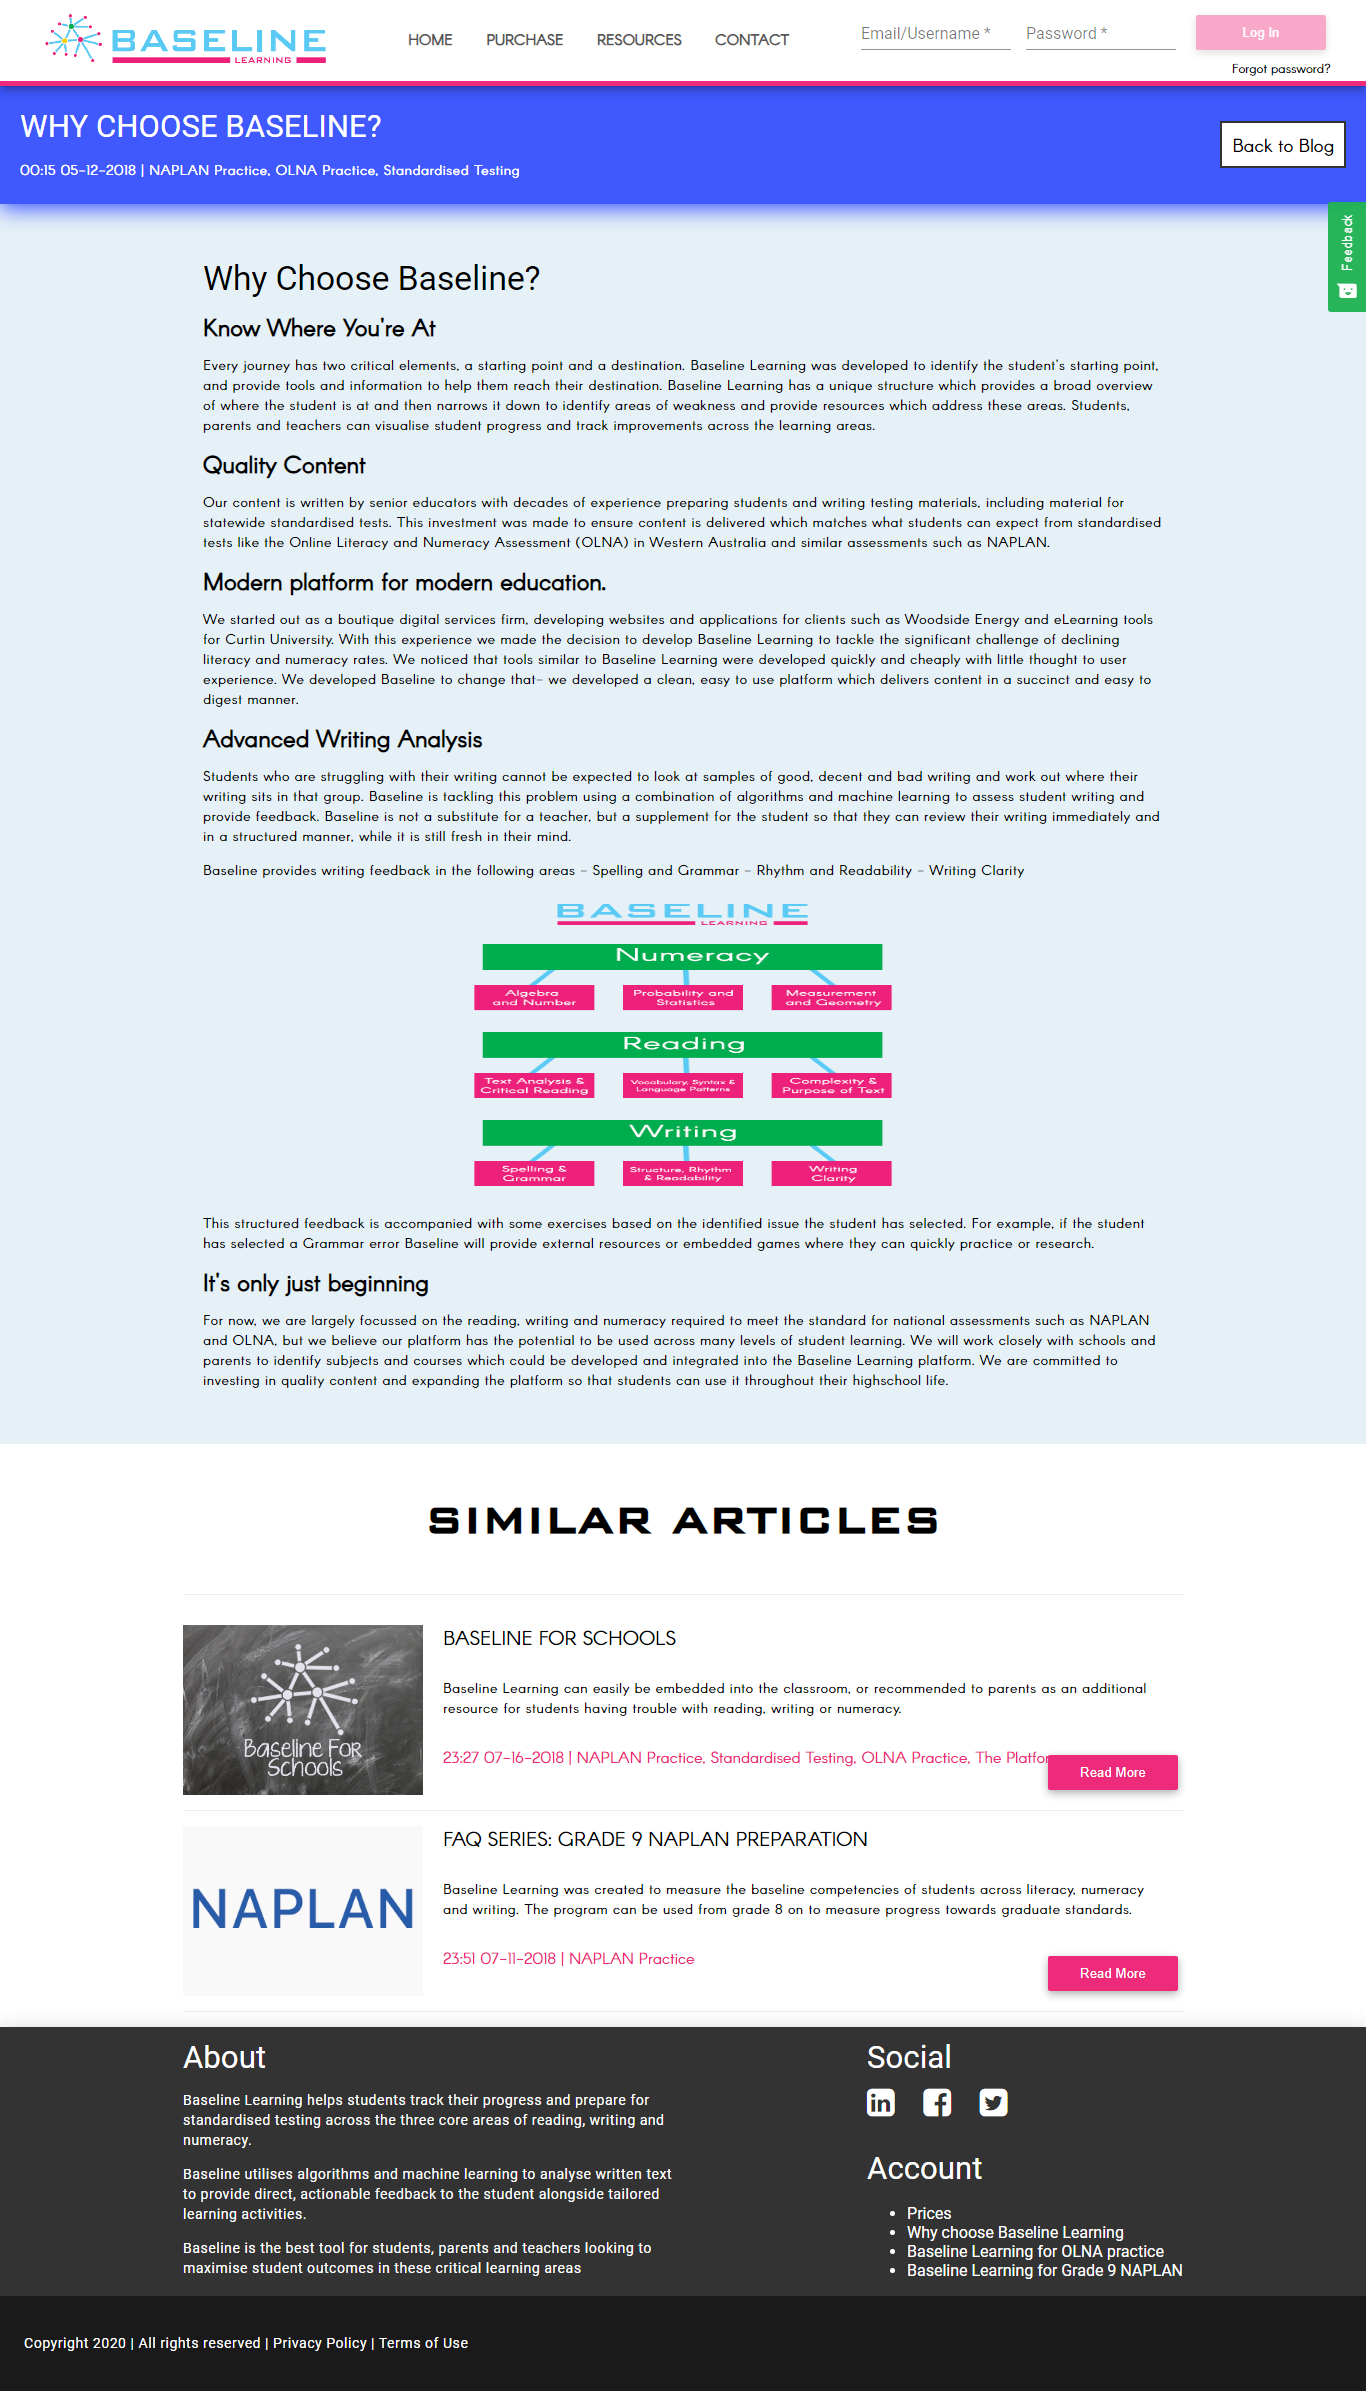 BASELINE
LEARNING
HOME PURCHASE RESOURCES CONTACT
Email/Username * Password * Log In
Forgot password?
WHY CHOOSE BASELINE?
00:15 05-12-2018 | NAPLAN Practice, OLNA Practice, Standardised Testing
Back to Blog
Feedback
Why Choose Baseline?
Know Where You're At
Every journey has two critical elements, a starting point and a destination. Baseline Learning was developed to identify the student's starting point,
and provide tools and information to help them reach their destination. Baseline Learning has a unique structure which provides a broad overview
of where the student is at and then narrows it down to identify areas of weakness and provide resources which address these areas. Students,
parents and teachers can visualise student progress and track improvements across the learning areas.
Quality Content
Our content is written by senior educators with decades of experience preparing students and writing testing materials, including material for
statewide standardised tests. This investment was made to ensure content is delivered which matches what students can expect from standardised
tests like the Online Literacy and Numeracy Assessment (OLNA) in Western Australia and similar assessments such as NAPLAN.
Modern platform for modern education.
We started out as a boutique digital services firm, developing websites and applications for clients such as Woodside Energy and eLearning tools
for Curtin University. With this experience we made the decision to develop Baseline Learning to tackle the significant challenge of declining
literacy and numeracy rates. We noticed that tools similar to Baseline Learning were developed quickly and cheaply with little thought to user
experience. We developed Baseline to change that- we developed a clean, easy to use platform which delivers content in a succinct and easy to
digest manner.
Advanced Writing Analysis
Students who are struggling with their writing cannot be expected to look at samples of good, decent and bad writing and work out where their
writing sits in that group. Baseline is tackling this problem using a combination of algorithms and machine learning to assess student writing and
provide feedback. Baseline is not a substitute for a teacher, but a supplement for the student so that they can review their writing immediately and
in a structured manner, while it is still fresh in their mind.
Baseline provides writing feedback in the following areas - Spelling and Grammar - Rhythm and Readability - Writing Clarity
BASELINE
LEARNING
Numeracy
Algebra and Number
Probability and Statistics
Measurement and Geometry
Reading
Text Analysis & Critical Reading
Vocabulary, Syntax & Language Patterns
Complexity & Purpose of Text
Writing
Spelling & Grammar
Structure, Rhythm & Readability
Writing Clarity
This structured feedback is accompanied with some exercises based on the identified issue the student has selected. For example, if the student
has selected a Grammar error Baseline will provide external resources or embedded games where they can quickly practice or research.
It's only just beginning
For now, we are largely focussed on the reading, writing and numeracy required to meet the standard for national assessments such as NAPLAN
and OLNA, but we believe our platform has the potential to be used across many levels of student learning. We will work closely with schools and
parents to identify subjects and courses which could be developed and integrated into the Baseline Learning platform. We are committed to
investing in quality content and expanding the platform so that students can use it throughout their highschool life.
SIMILAR ARTICLES
Baseline For
Schools
BASELINE FOR SCHOOLS
Baseline Learning can easily be embedded into the classroom, or recommended to parents as an additional
resource for students having trouble with reading, writing or numeracy.
23:27 07-16-2018 | NAPLAN Practice, Standardised Testing, OLNA Practice, The Platfor
Read More
NAPLAN
FAQ SERIES: GRADE 9 NAPLAN PREPARATION
Baseline Learning was created to measure the baseline competencies of students across literacy, numeracy
and writing. The program can be used from grade 8 on to measure progress towards graduate standards.
23:51 07-11-2018 | NAPLAN Practice
Read More
About
Baseline Learning helps students track their progress and prepare for
standardised testing across the three core areas of reading, writing and
numeracy.
Baseline utilises algorithms and machine learning to analyse written text
to provide direct, actionable feedback to the student alongside tailored
learning activities.
Baseline is the best tool for students, parents and teachers looking to
maximise student outcomes in these critical learning areas
Social
Account
Prices
Why choose Baseline Learning
Baseline Learning for OLNA practice
Baseline Learning for Grade 9 NAPLAN
Copyright 2020 | All rights reserved | Privacy Policy | Terms of Use